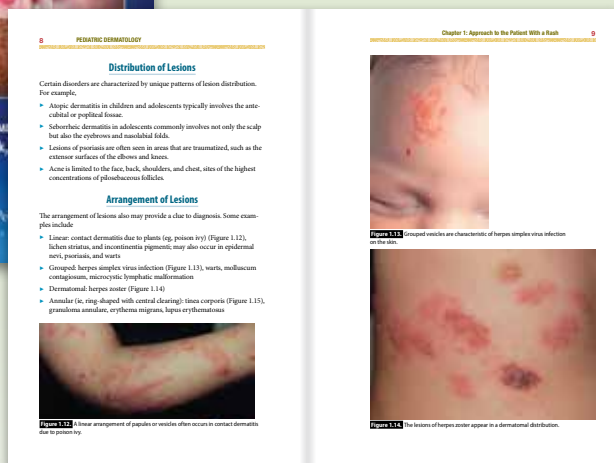 8 PEDIATRIC DERMATOLOGY
Distribution of Lesions
Certain disorders are characterized by unique patterns of lesion distribution.
For example,
► Atopic dermatitis in children and adolescents typically involves the ante-
cubital or popliteal fossae.
► Seborrheic dermatitis in adolescents commonly involves not only the scalp
but also the eyebrows and nasolabial folds.
► Lesions of psoriasis are often seen in areas that are traumatized, such as the
extensor surfaces of the elbows and knees.
► Acne is limited to the face, back, shoulders, and chest, sites of the highest
concentrations of pilosebaceous follicles.
Arrangement of Lesions
The arrangement of lesions also may provide a clue to diagnosis. Some exam-
ples include
► Linear: contact dermatitis due to plants (eg, poison ivy) (Figure 1.12),
lichen striatus, and incontinentia pigmenti; may also occur in epidermal
nevi, psoriasis, and warts
► Grouped: herpes simplex virus infection (Figure 1.13), warts, molluscum
contagiosum, microcystic lymphatic malformation
► Dermatomal: herpes zoster (Figure 1.14)
► Annular (ie, ring-shaped with central clearing): tinea corporis (Figure 1.15),
granuloma annulare, erythema migrans, lupus erythematosus
Figure 1.12. A linear arrangement of papules or vesicles often occurs in contact dermatitis
due to poison ivy.
Chapter 1: Approach to the Patient With a Rash 9
Figure 1.13. Grouped vesicles are characteristic of herpes simplex virus infection
on the skin.
Figure 1.14. The lesions of herpes zoster appear in a dermatomal distribution.